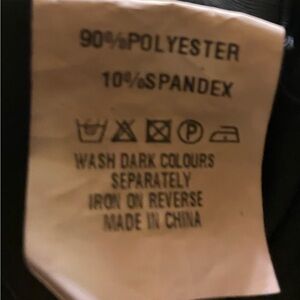 90%POLYESTER
10%SPANDEX
P
WASH DARK COLOURS
SEPARATELY
IRON ON REVERSE
MADE IN CHINA